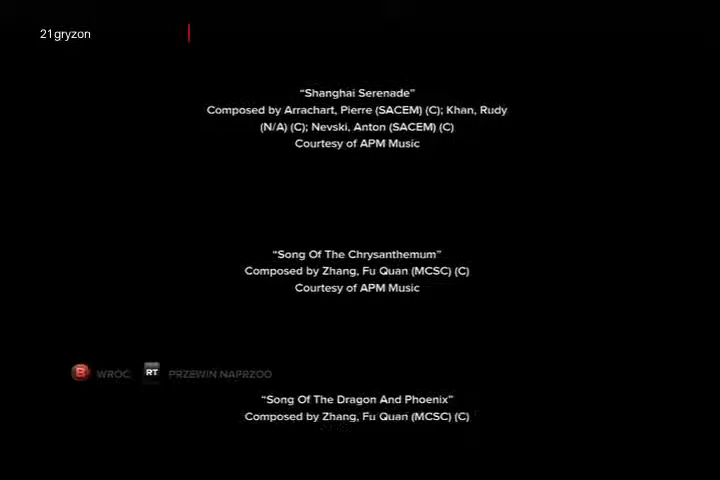 21gryzon
“Shanghai Serenade”
Composed by Arrachart, Pierre (SACEM) (C); Khan, Rudy
(N/A) (C); Nevski, Anton (SACEM) (C)
Courtesy of APM Music
“Song Of The Chrysanthemum”
Composed by Zhang, Fu Quan (MCSC) (C)
Courtesy of APM Music
B WRÓĆ RT PRZEWIŃ NAPRZÓD
“Song Of The Dragon And Phoenix”
Composed by Zhang, Fu Quan (MCSC) (C)